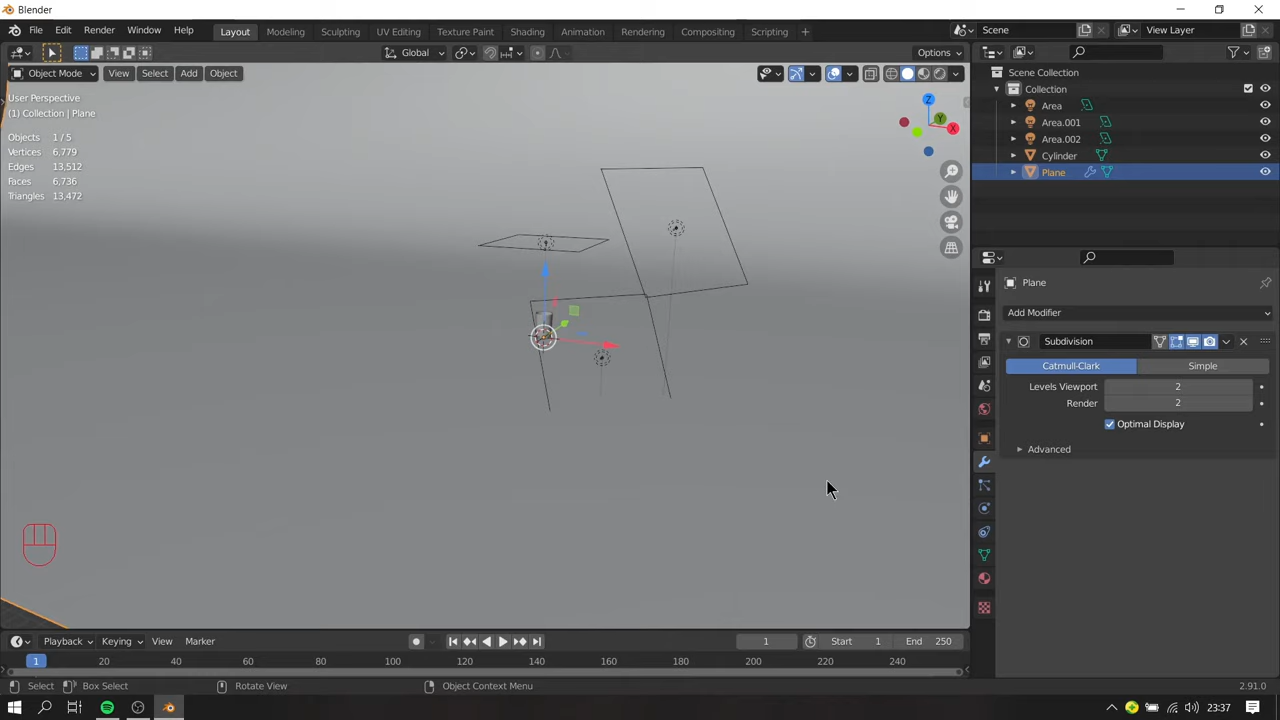 Blender
File Edit Render Window Help Layout Modeling Sculpting UV Editing Texture Paint Shading Animation Rendering Compositing Scripting + Scene View Layer
Global Options
Object Mode View Select Add Object
User Perspective
(1) Collection | Plane
Objects 1 / 5
Vertices 6,779
Edges 13,512
Faces 6,736
Triangles 13,472
Z
Y
X
Scene Collection
Collection
Area
Area.001
Area.002
Cylinder
Plane
Plane
Add Modifier
Subdivision
Catmull-Clark Simple
Levels Viewport 2
Render 2
Optimal Display
Advanced
Playback Keying View Marker 1 Start 1 End 250
1 20 40 60 80 100 120 140 160 180 200 220 240
Select Box Select Rotate View Object Context Menu 2.91.0
23:37